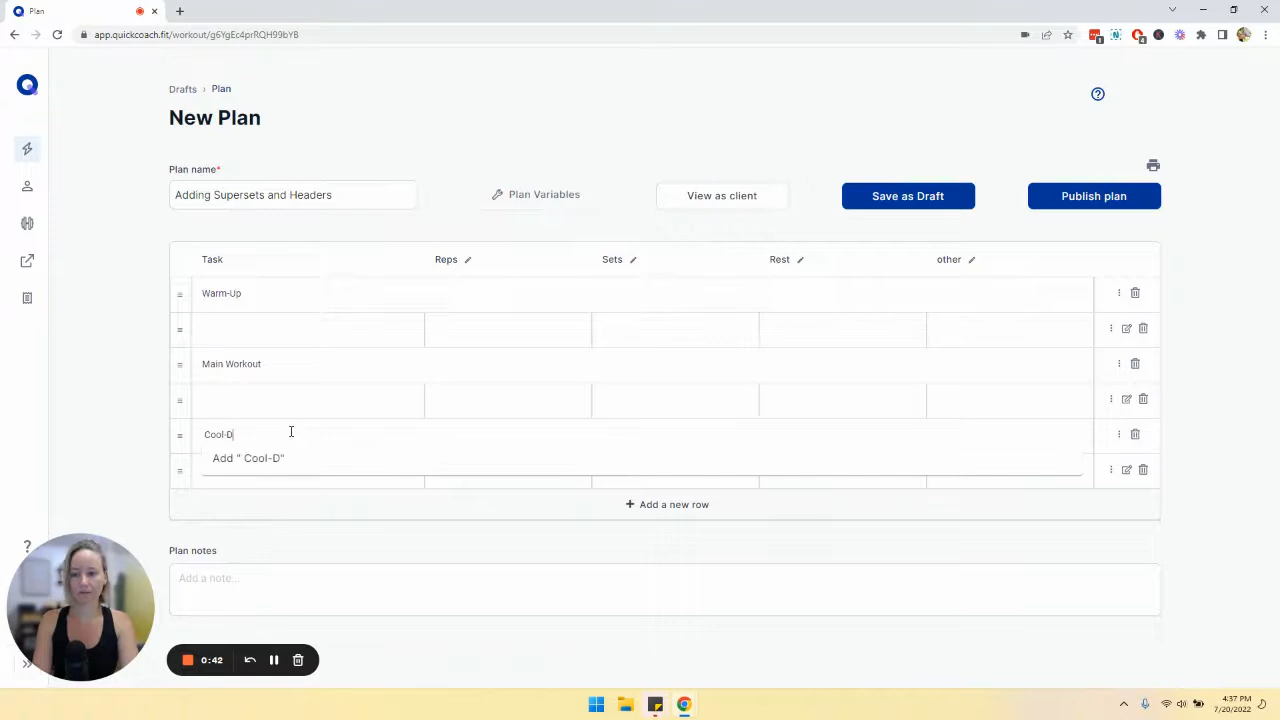 Plan
app.quickcoach.fit/workout/g6YgEc4prRQH99bYB
1
4
Drafts › Plan
?
New Plan
Plan name*
Adding Supersets and Headers
Plan Variables
View as client
Save as Draft
Publish plan
Task Reps Sets Rest other
Warm-Up
Main Workout
Cool-D
Add " Cool-D"
+ Add a new row
Plan notes
Add a note...
?
0:42
4:37 PM
7/20/2022